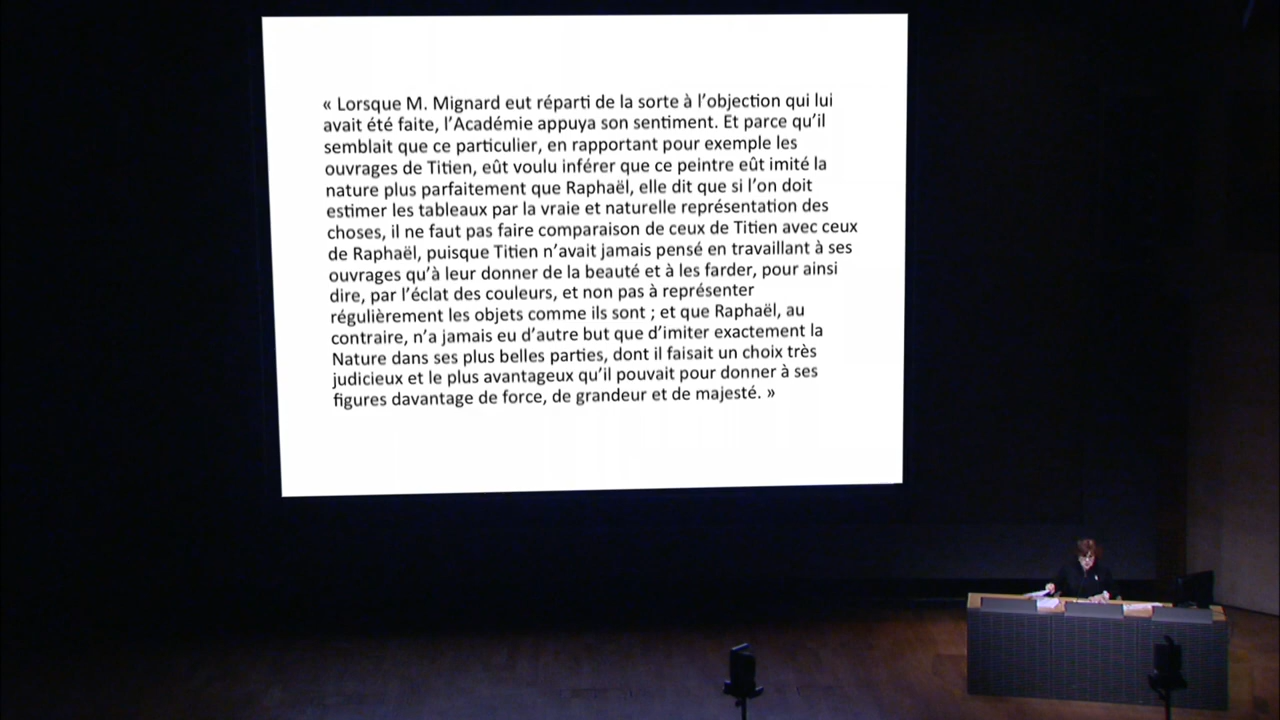 « Lorsque M. Mignard eut réparti de la sorte à l'objection qui lui
avait été faite, l'Académie appuya son sentiment. Et parce qu'il
semblait que ce particulier, en rapportant pour exemple les
ouvrages de Titien, eût voulu inférer que ce peintre eût imité la
nature plus parfaitement que Raphaël, elle dit que si l'on doit
estimer les tableaux par la vraie et naturelle représentation des
choses, il ne faut pas faire comparaison de ceux de Titien avec ceux
de Raphaël, puisque Titien n'avait jamais pensé en travaillant à ses
ouvrages qu'à leur donner de la beauté et à les farder, pour ainsi
dire, par l'éclat des couleurs, et non pas à représenter
régulièrement les objets comme ils sont ; et que Raphaël, au
contraire, n'a jamais eu d'autre but que d'imiter exactement la
Nature dans ses plus belles parties, dont il faisait un choix très
judicieux et le plus avantageux qu'il pouvait pour donner à ses
figures davantage de force, de grandeur et de majesté. »